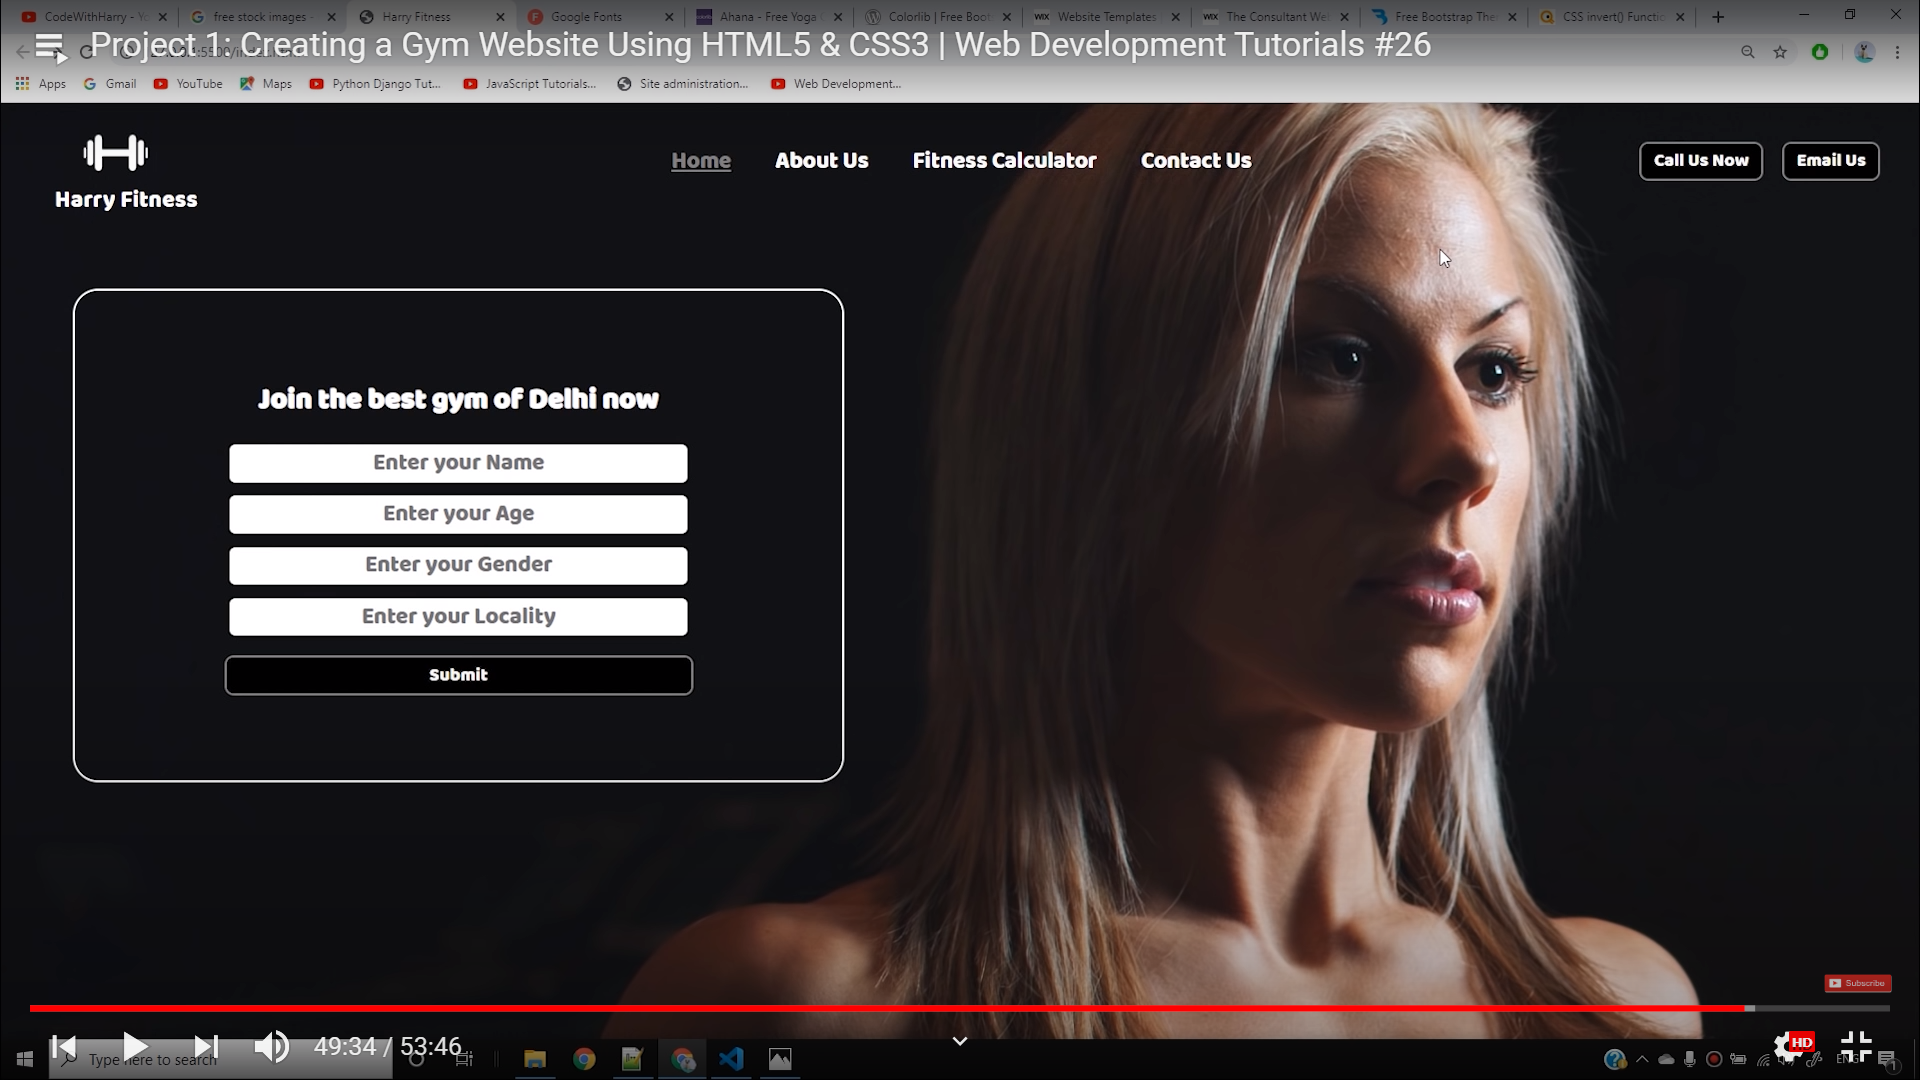 CodeWithHarry - Yo
free stock images -
Harry Fitness
Google Fonts
Ahana - Free Yoga
Colorlib | Free Boot
WIX Website Templates |
WIX The Consultant Web
Free Bootstrap The
CSS invert() Functio
Project 1: Creating a Gym Website Using HTML5 & CSS3 | Web Development Tutorials #26
Apps
Gmail
YouTube
Maps
Python Django Tut...
JavaScript Tutorials...
Site administration...
Web Development...
Harry Fitness
Home
About Us
Fitness Calculator
Contact Us
Call Us Now
Email Us
Join the best gym of Delhi now
Enter your Name
Enter your Age
Enter your Gender
Enter your Locality
Submit
Subscribe
49:34 / 53:46
Type here to search
HD